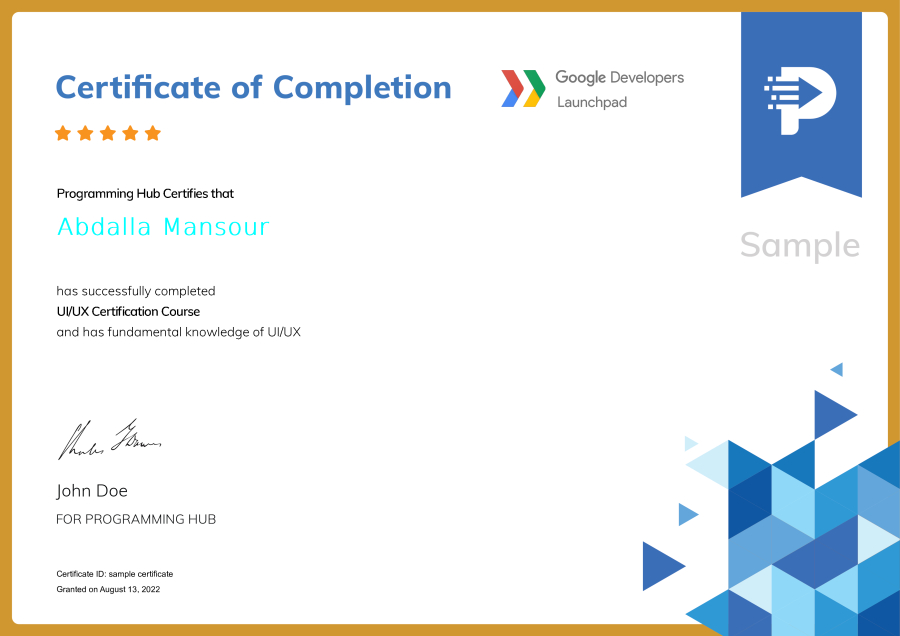 Certificate of Completion
Google Developers
Launchpad
Programming Hub Certifies that
Abdalla Mansour
Sample
has successfully completed
UI/UX Certification Course
and has fundamental knowledge of UI/UX
John Doe
FOR PROGRAMMING HUB
Certificate ID: sample certificate
Granted on August 13, 2022